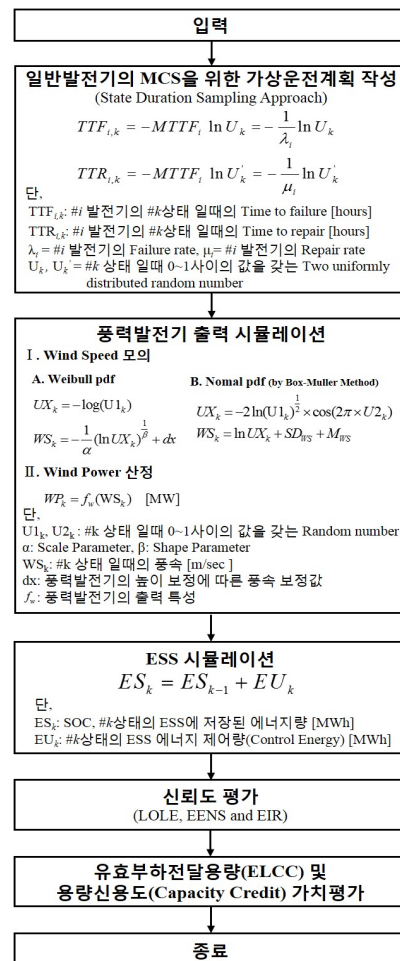 입력
일반발전기의 MCS을 위한 가상운전계획 작성
(State Duration Sampling Approach)
TTF_{i,k} = -MTTF_i ln U_k = -\frac{1}{λ_i} ln U_k
TTR_{i,k} = -MTTF_i ln U_k^' = -\frac{1}{μ_i} ln U_k^'
단,
TTF_{i,k}: #i 발전기의 #k상태 일때의 Time to failure [hours]
TTR_{i,k}: #i 발전기의 #k상태 일때의 Time to repair [hours]
λ_i = #i 발전기의 Failure rate, μ_i= #i 발전기의 Repair rate
U_k, U_k^' = #k 상태 일때 0~1사이의 값을 갖는 Two uniformly
distributed random number
풍력발전기 출력 시뮬레이션
Ⅰ. Wind Speed 모의
A. Weibull pdf
UX_k = -log(U1_k)
WS_k = -\frac{1}{α}(ln UX_k)^{\frac{1}{β}} + dx
B. Nomal pdf (by Box-Muller Method)
UX_k = -2ln(U1_k)^{\frac{1}{2}} × cos(2π × U2_k)
WS_k = ln UX_k + SD_{WS} + M_{WS}
Ⅱ. Wind Power 산정
WP_k = f_w(WS_k) [MW]
단,
U1_k, U2_k : #k 상태 일때 0~1사이의 값을 갖는 Random number
α: Scale Parameter, β: Shape Parameter
WS_k: #k 상태 일때의 풍속 [m/sec ]
dx: 풍력발전기의 높이 보정에 따른 풍속 보정값
f_w: 풍력발전기의 출력 특성
ESS 시뮬레이션
ES_k = ES_{k-1} + EU_k
단,
ES_k: SOC, #k상태의 ESS에 저장된 에너지량 [MWh]
EU_k: #k상태의 ESS 에너지 제어량(Control Energy) [MWh]
신뢰도 평가
(LOLE, EENS and EIR)
유효부하전달용량(ELCC) 및
용량신용도(Capacity Credit) 가치평가
종료